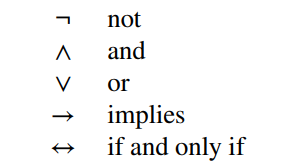 ¬ not
∧ and
∨ or
→ implies
↔ if and only if